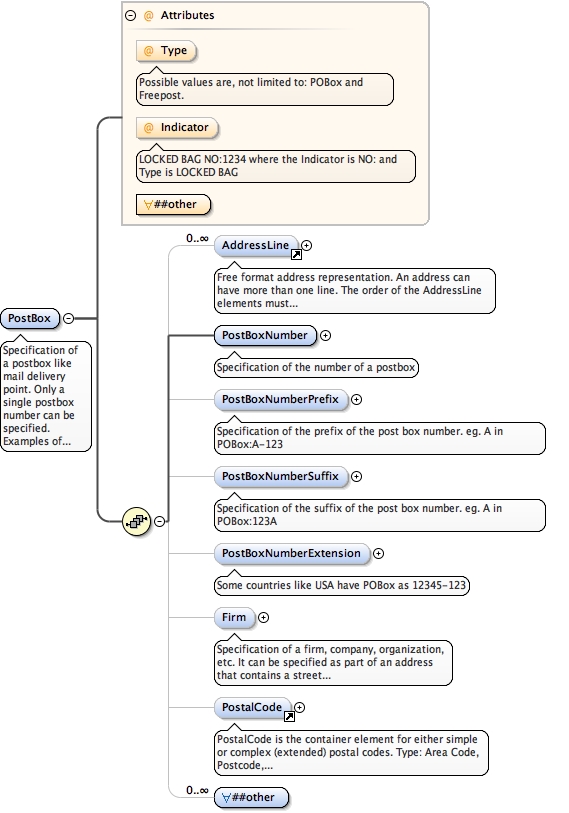 @ Attributes
@ Type
Possible values are, not limited to: POBox and
Freepost.
@ Indicator
LOCKED BAG NO:1234 where the Indicator is NO: and
Type is LOCKED BAG
∀##other
0..∞
AddressLine
Free format address representation. An address can
have more than one line. The order of the AddressLine
elements must...
PostBox
Specification of
a postbox like
mail delivery
point. Only a
single postbox
number can be
specified.
Examples of...
PostBoxNumber
Specification of the number of a postbox
PostBoxNumberPrefix
Specification of the prefix of the post box number. eg. A in
POBox:A-123
PostBoxNumberSuffix
Specification of the suffix of the post box number. eg. A in
POBox:123A
PostBoxNumberExtension
Some countries like USA have POBox as 12345-123
Firm
Specification of a firm, company, organization,
etc. It can be specified as part of an address
that contains a street...
PostalCode
PostalCode is the container element for either simple
or complex (extended) postal codes. Type: Area Code,
Postcode,...
0..∞
∀##other